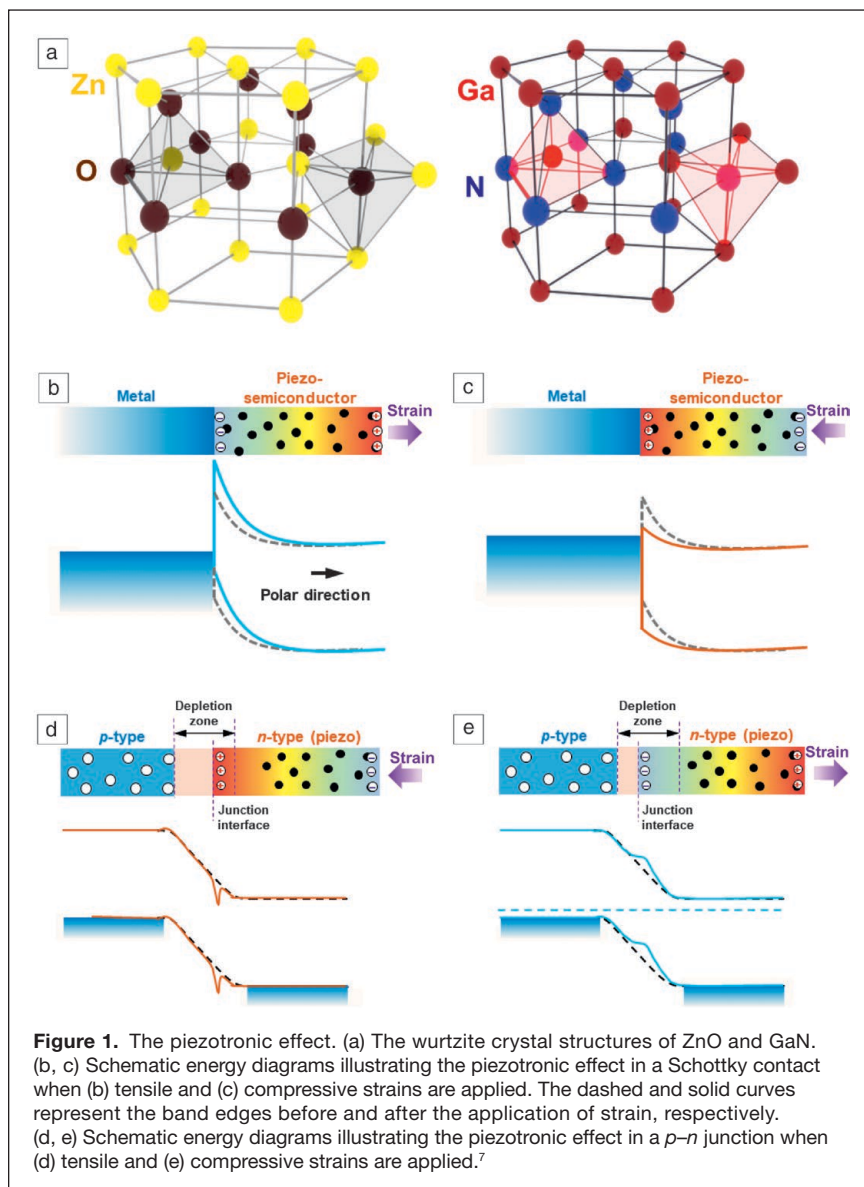 a
Zn
O
Ga
N
b
Metal
Piezo-
semiconductor
Strain
Polar direction
c
Metal
Piezo-
semiconductor
Strain
d
p-type
Depletion
zone
n-type (piezo)
Strain
Junction
interface
e
p-type
Depletion
zone
n-type (piezo)
Strain
Junction
interface
Figure 1. The piezotronic effect. (a) The wurtzite crystal structures of ZnO and GaN.
(b, c) Schematic energy diagrams illustrating the piezotronic effect in a Schottky contact
when (b) tensile and (c) compressive strains are applied. The dashed and solid curves
represent the band edges before and after the application of strain, respectively.
(d, e) Schematic energy diagrams illustrating the piezotronic effect in a p–n junction when
(d) tensile and (e) compressive strains are applied.⁷